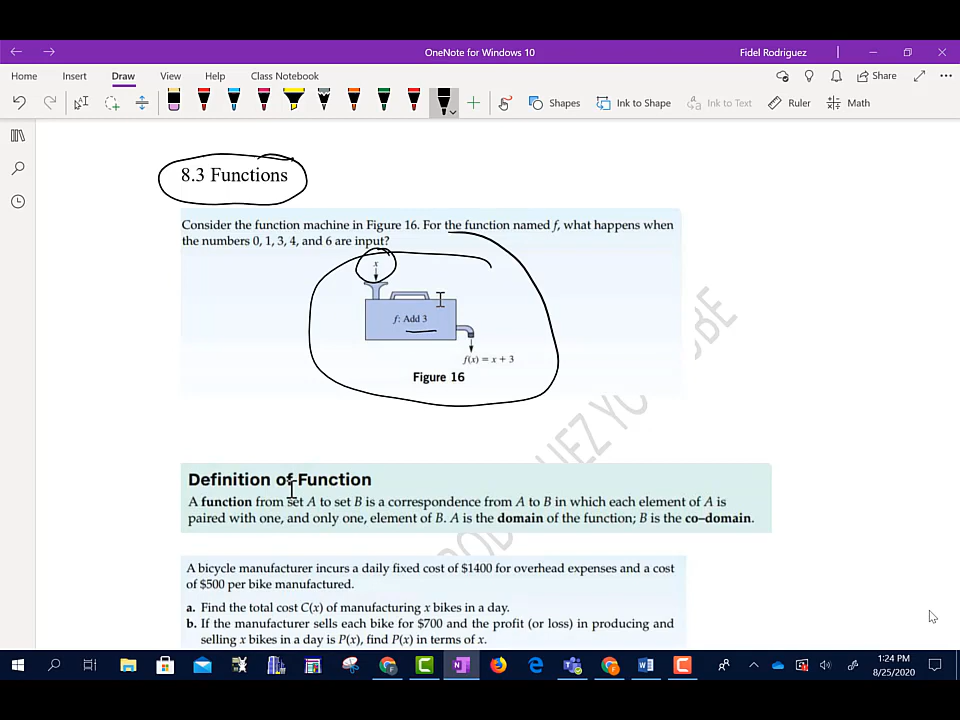 OneNote for Windows 10
Fidel Rodriguez
Home Insert Draw View Help Class Notebook
Share
Shapes Ink to Shape Ink to Text Ruler Math
8.3 Functions
Consider the function machine in Figure 16. For the function named f, what happens when
the numbers 0, 1, 3, 4, and 6 are input?
x
f: Add 3
f(x) = x + 3
Figure 16
Definition of Function
A function from set A to set B is a correspondence from A to B in which each element of A is
paired with one, and only one, element of B. A is the domain of the function; B is the co–domain.
A bicycle manufacturer incurs a daily fixed cost of $1400 for overhead expenses and a cost
of $500 per bike manufactured.
a. Find the total cost C(x) of manufacturing x bikes in a day.
b. If the manufacturer sells each bike for $700 and the profit (or loss) in producing and
selling x bikes in a day is P(x), find P(x) in terms of x.
1:24 PM
8/25/2020